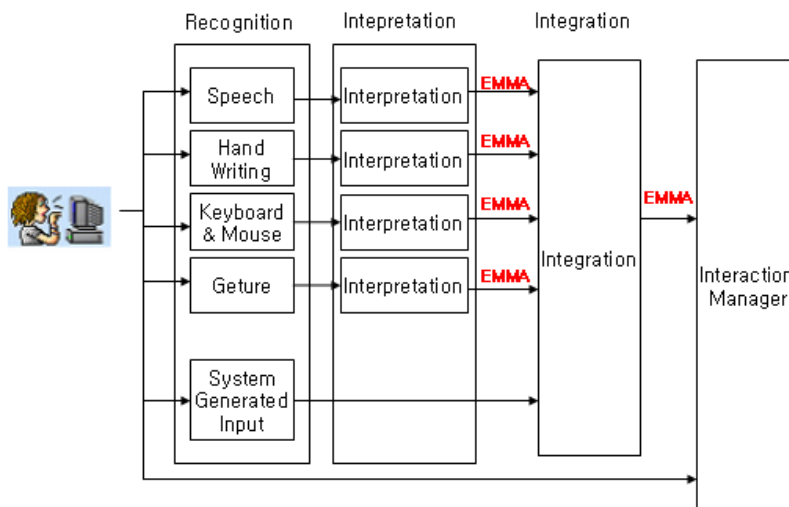 Recognition
Intepretation
Integration
Speech
Interpretation
EMMA
Hand
Writing
Interpretation
EMMA
Keyboard
& Mouse
Interpretation
EMMA
EMMA
Geture
Interpretation
EMMA
Integration
Interaction
Manager
System
Generated
Input